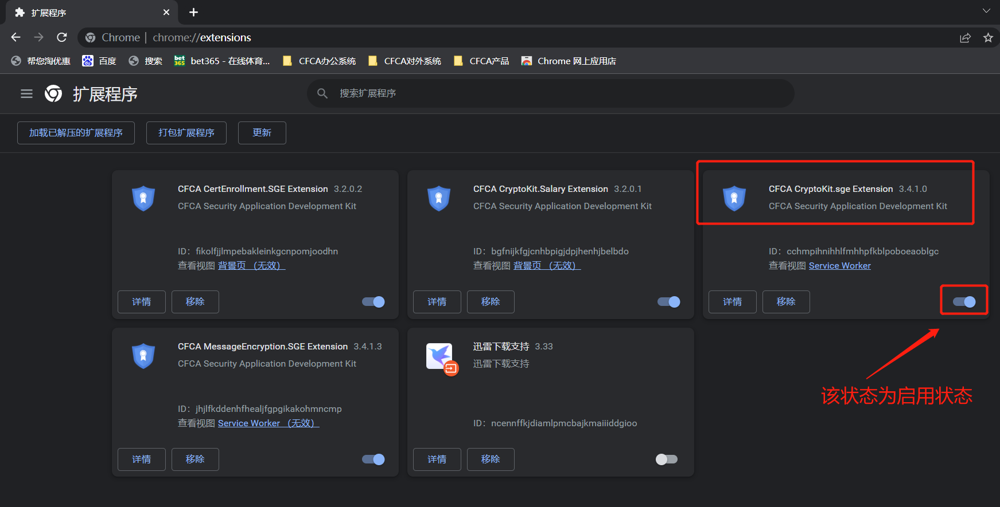 扩展程序
Chrome | chrome://extensions
帮您淘优惠 百度 搜索 bet365 bet365 - 在线体育... CFCA办公系统 CFCA对外系统 CFCA产品 Chrome 网上应用店
扩展程序 搜索扩展程序
加载已解压的扩展程序 打包扩展程序 更新
CFCA CertEnrollment.SGE Extension 3.2.0.2
CFCA Security Application Development Kit
ID：fikolfjjlmpebakleinkgcnpomjoodhn
查看视图 背景页 （无效）
详情 移除
CFCA CryptoKit.Salary Extension 3.2.0.1
CFCA Security Application Development Kit
ID：bgfnijkfgjcnhbpigjdpjhenhjbelbdo
查看视图 背景页 （无效）
详情 移除
CFCA CryptoKit.sge Extension 3.4.1.0
CFCA Security Application Development Kit
ID：cchmpihnihhlfmhhpfkblpoboeaoblgc
查看视图 Service Worker
详情 移除
CFCA MessageEncryption.SGE Extension 3.4.1.3
CFCA Security Application Development Kit
ID：jhjlfkddenhfhealjfgpgikakohmncmp
查看视图 Service Worker （无效）
详情 移除
迅雷下载支持 3.33
迅雷下载支持
ID：ncennffkjdiamlpmcbajkmaiiiddgioo
详情 移除
该状态为启用状态